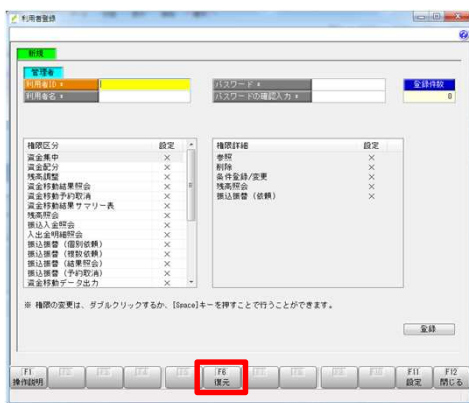 利用者登録
新規
管理者
利用者ID *
パスワード *
登録件数
利用者名 *
パスワードの確認入力 *
0
権限区分 設定
権限詳細 設定
資金集中 ×
参照 ×
資金配分 ×
削除 ×
残高調整 ×
条件登録/変更 ×
資金移動結果照会 ×
残高照会 ×
資金移動予約取消 ×
振込振替（依頼） ×
資金移動結果サマリー表 ×
残高照会 ×
振込入金照会 ×
入出金明細照会 ×
振込振替（個別依頼） ×
振込振替（複数依頼） ×
振込振替（結果照会） ×
振込振替（予約取消） ×
資金移動データ出力 ×
※ 権限の変更は、ダブルクリックするか、[Space]キーを押すことで行うことができます。
登録
F1 F6 F11 F12
操作説明 復元 設定 閉じる